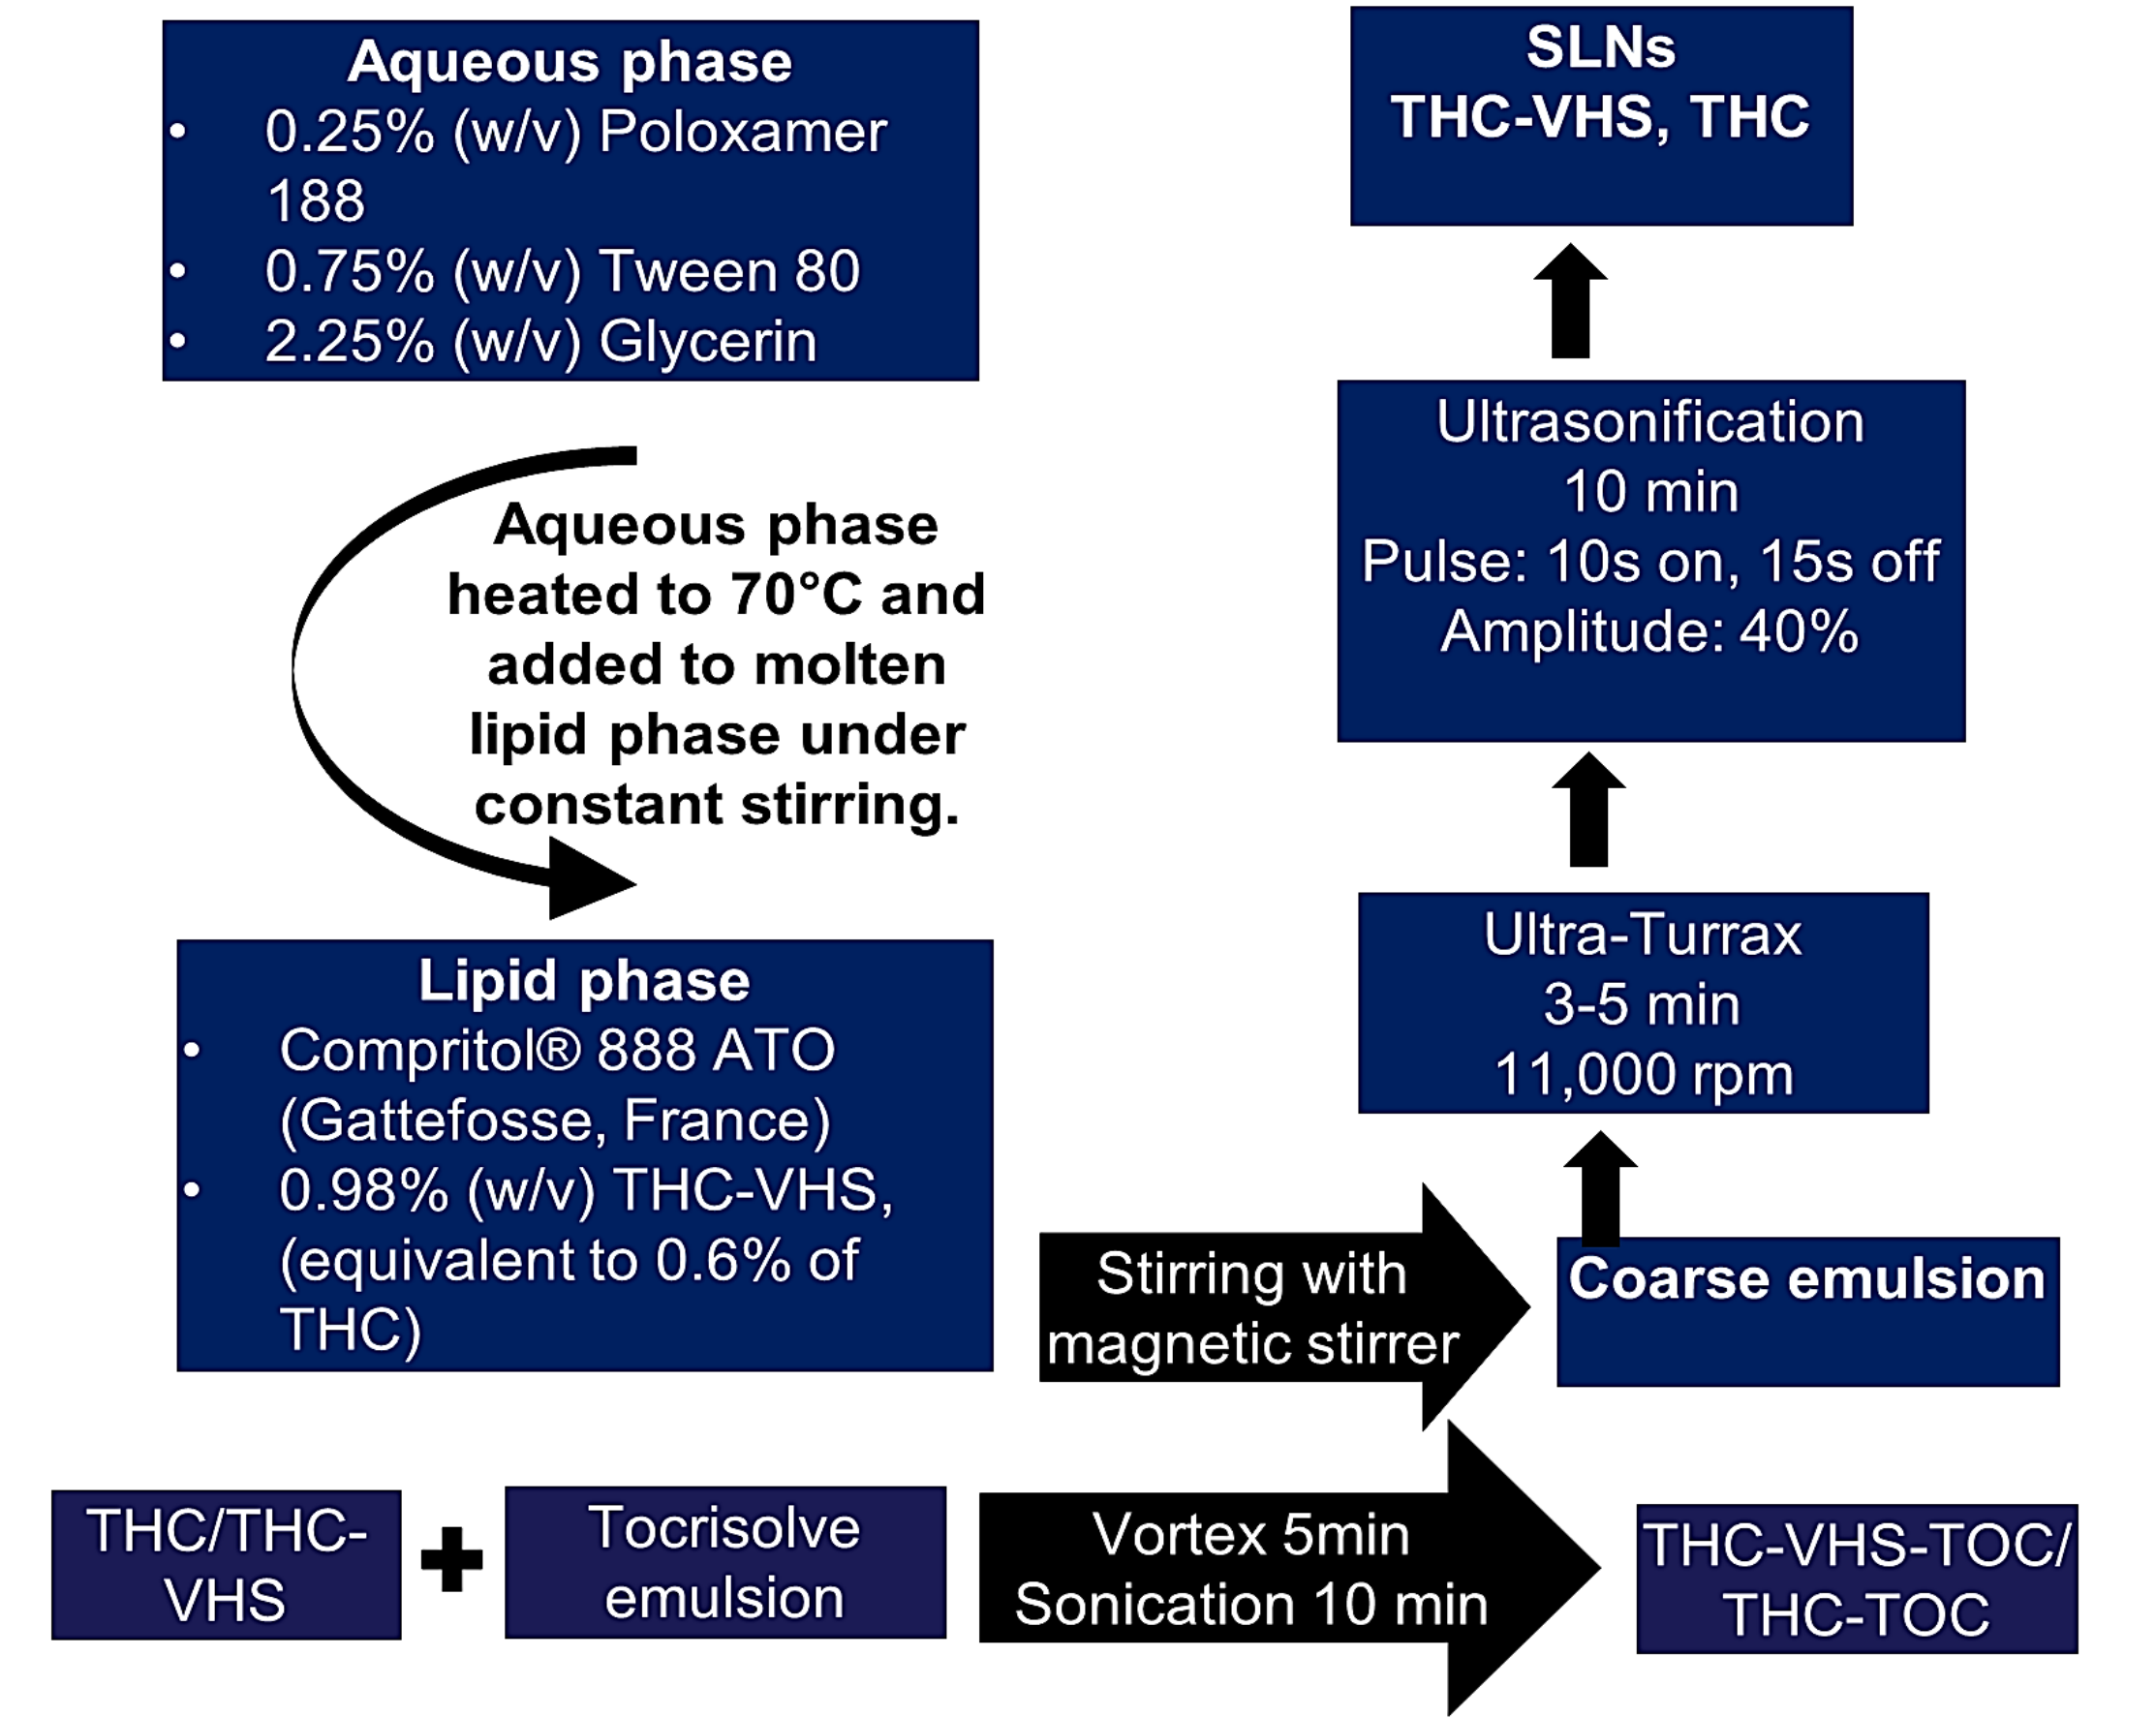 Aqueous phase
• 0.25% (w/v) Poloxamer
188
• 0.75% (w/v) Tween 80
• 2.25% (w/v) Glycerin
Aqueous phase
heated to 70°C and
added to molten
lipid phase under
constant stirring.
Lipid phase
• Compritol® 888 ATO
(Gattefosse, France)
• 0.98% (w/v) THC-VHS,
(equivalent to 0.6% of
THC)
Stirring with
magnetic stirrer
Coarse emulsion
Ultra-Turrax
3-5 min
11,000 rpm
Ultrasonification
10 min
Pulse: 10s on, 15s off
Amplitude: 40%
SLNs
THC-VHS, THC
THC/THC-
VHS
Tocrisolve
emulsion
Vortex 5min
Sonication 10 min
THC-VHS-TOC/
THC-TOC